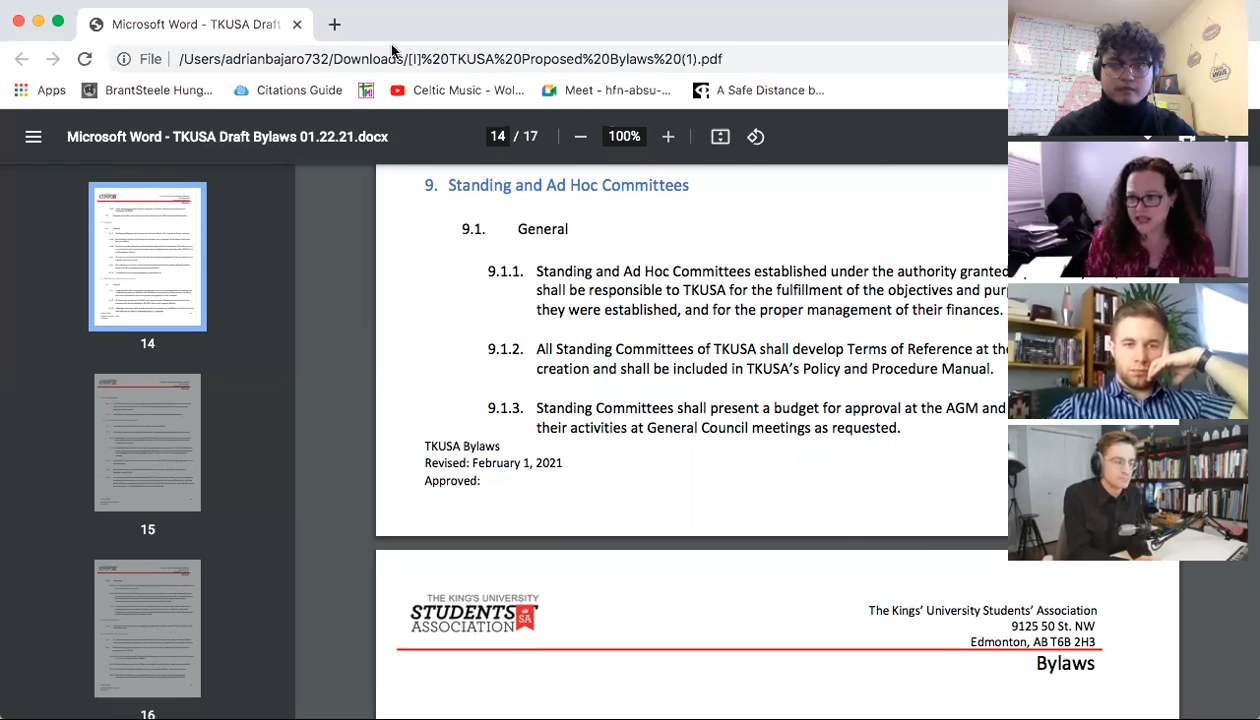 Microsoft Word - TKUSA Draft
File
/Users/adrianbajaro732/Downloads/[I]%20TKUSA%20Proposed%20Bylaws%20(1).pdf
Apps
BrantSteele Hung...
Citations Guide
Celtic Music - Wol...
Meet - hfn-absu-...
A Safe Distance b...
Microsoft Word - TKUSA Draft Bylaws 01.22.21.docx
14 / 17
100%
14
15
16
9. Standing and Ad Hoc Committees
9.1. General
9.1.1. Standing and Ad Hoc Committees established under the authority granted
shall be responsible to TKUSA for the fulfillment of the objectives and
they were established, and for the proper management of their finances.
9.1.2. All Standing Committees of TKUSA shall develop Terms of Reference at the
creation and shall be included in TKUSA's Policy and Procedure Manual.
9.1.3. Standing Committees shall present a budget for approval at the AGM and
their activities at General Council meetings as requested.
TKUSA Bylaws
Revised: February 1, 2021
Approved:
THE KING'S UNIVERSITY
STUDENTS'
ASSOCIATION
SA
The Kings' University Students' Association
9125 50 St. NW
Edmonton, AB T6B 2H3
Bylaws